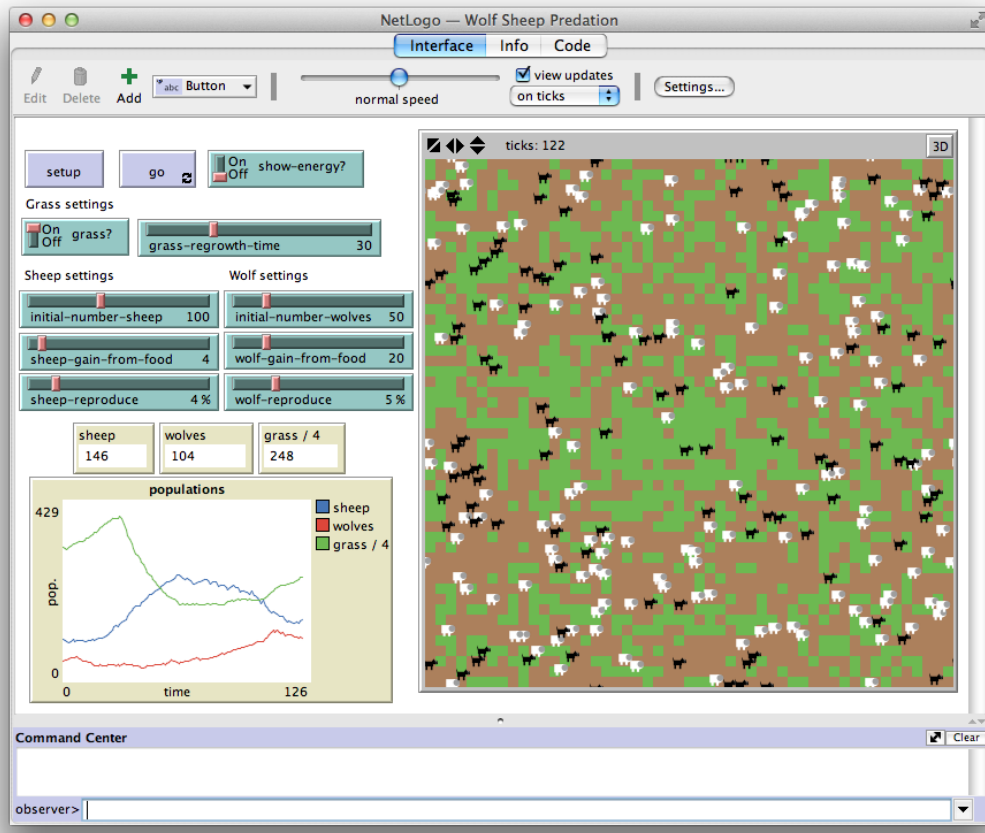 NetLogo — Wolf Sheep Predation
Interface Info Code
Edit Delete Add abc Button normal speed view updates on ticks Settings...
setup go On Off show-energy? ticks: 122 3D
Grass settings
On Off grass? grass-regrowth-time 30
Sheep settings Wolf settings
initial-number-sheep 100 initial-number-wolves 50
sheep-gain-from-food 4 wolf-gain-from-food 20
sheep-reproduce 4 % wolf-reproduce 5 %
sheep wolves grass / 4
146 104 248
populations
429
pop.
0
0 time 126
sheep
wolves
grass / 4
Command Center Clear
observer>